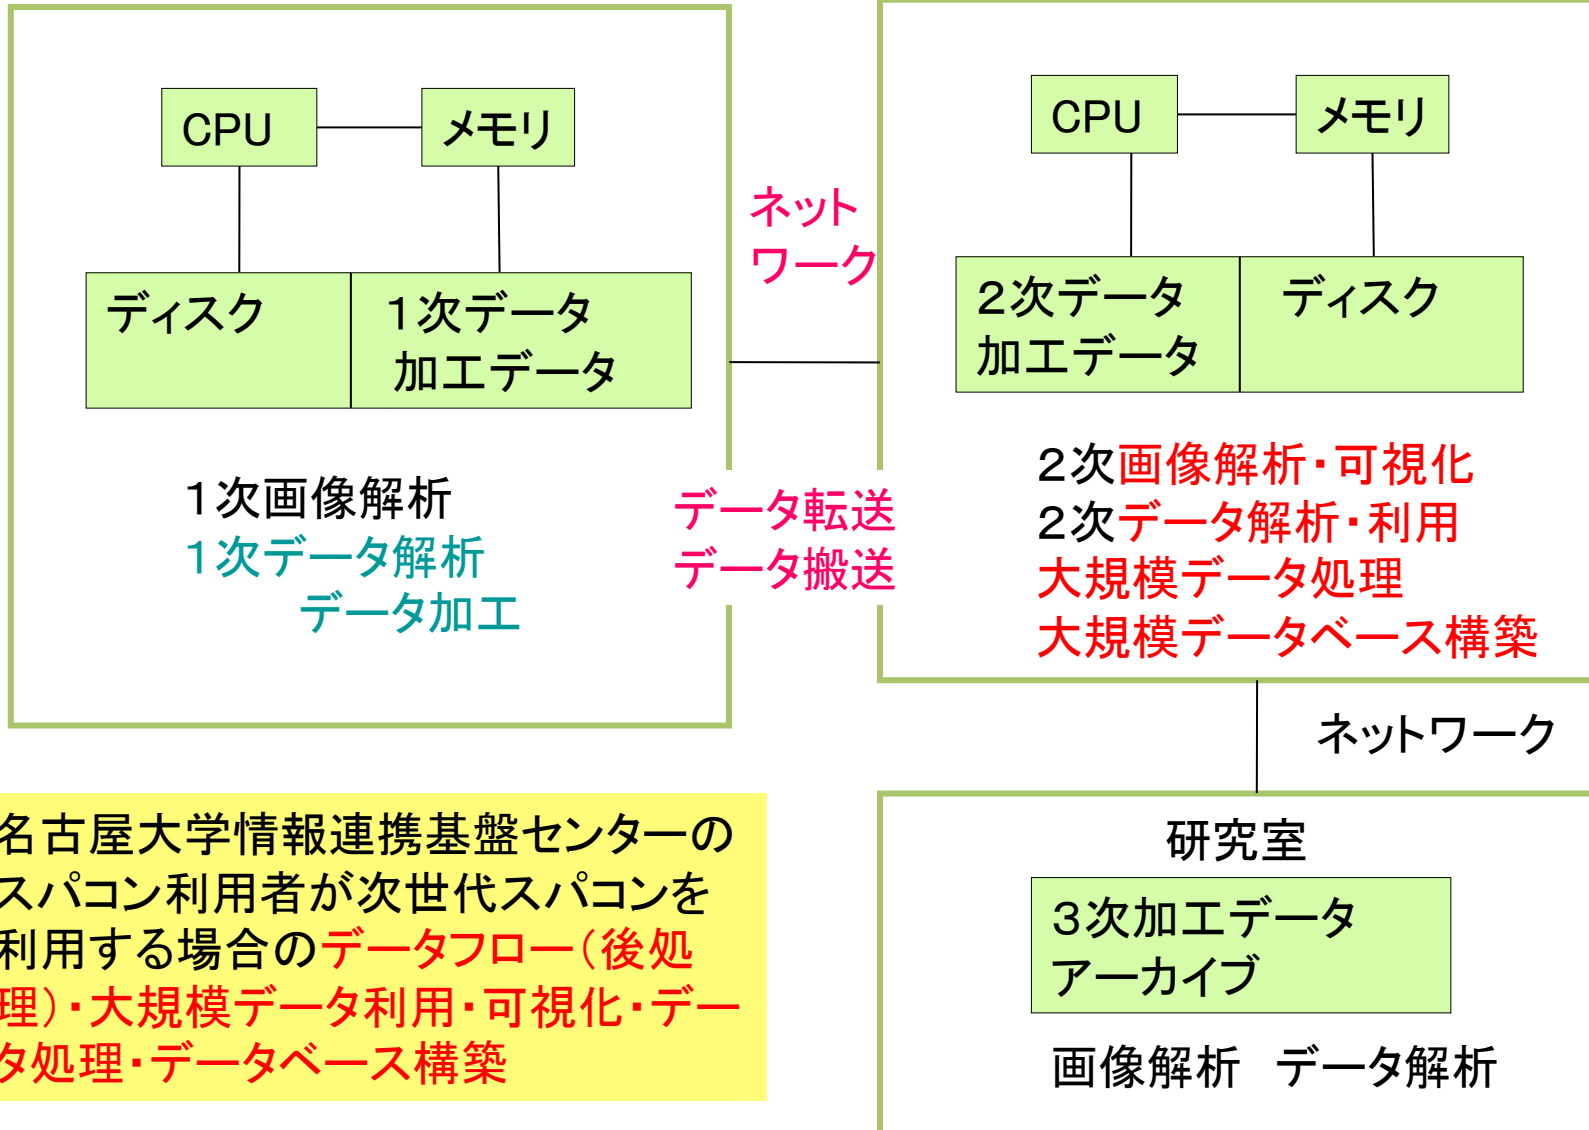 CPU
メモリ
ディスク
1次データ
加工データ
1次画像解析
1次データ解析
データ加工
ネット
ワーク
データ転送
データ搬送
CPU
メモリ
2次データ
加工データ
ディスク
2次画像解析・可視化
2次データ解析・利用
大規模データ処理
大規模データベース構築
ネットワーク
名古屋大学情報連携基盤センターの
スパコン利用者が次世代スパコンを
利用する場合のデータフロー(後処
理)・大規模データ利用・可視化・デー
タ処理・データベース構築
研究室
3次加工データ
アーカイブ
画像解析 データ解析